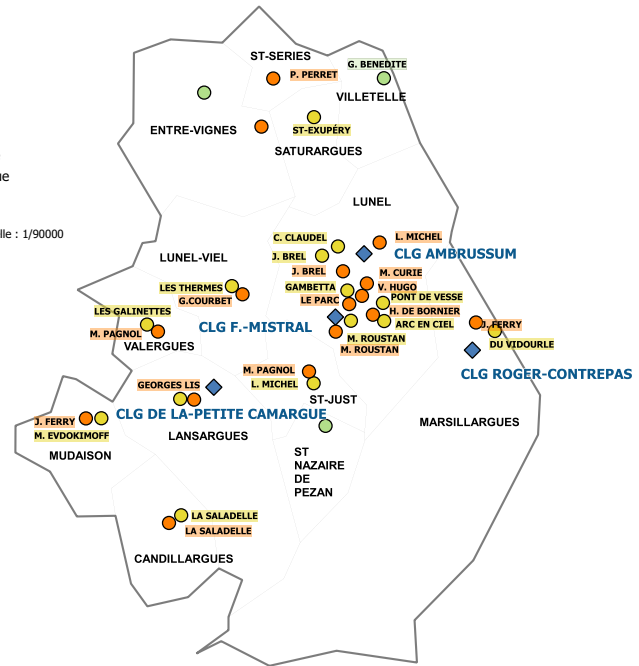 ST-SERIES
G. BENEDITE
P. PERRET
VILLETELLE
ENTRE-VIGNES
ST-EXUPÉRY
SATURARGUES
ue
LUNEL
lle : 1/90000
C. CLAUDEL
L. MICHEL
J. BREL
CLG AMBRUSSUM
LUNEL-VIEL
J. BREL
M. CURIE
LES THERMES
GAMBETTA
V. HUGO
G.COURBET
LE PARC
PONT DE VESSE
LES GALINETTES
H. DE BORNIER
CLG F.-MISTRAL
ARC EN CIEL
J. FERRY
M. PAGNOL
M. ROUSTAN
DU VIDOURLE
VALERGUES
M. ROUSTAN
M. PAGNOL
CLG ROGER-CONTREPAS
GEORGES LIS
L. MICHEL
ST-JUST
CLG DE LA-PETITE CAMARGUE
J. FERRY
MARSILLARGUES
M. EVDOKIMOFF
LANSARGUES
MUDAISON
ST
NAZAIRE
DE
PEZAN
LA SALADELLE
LA SALADELLE
CANDILLARGUES